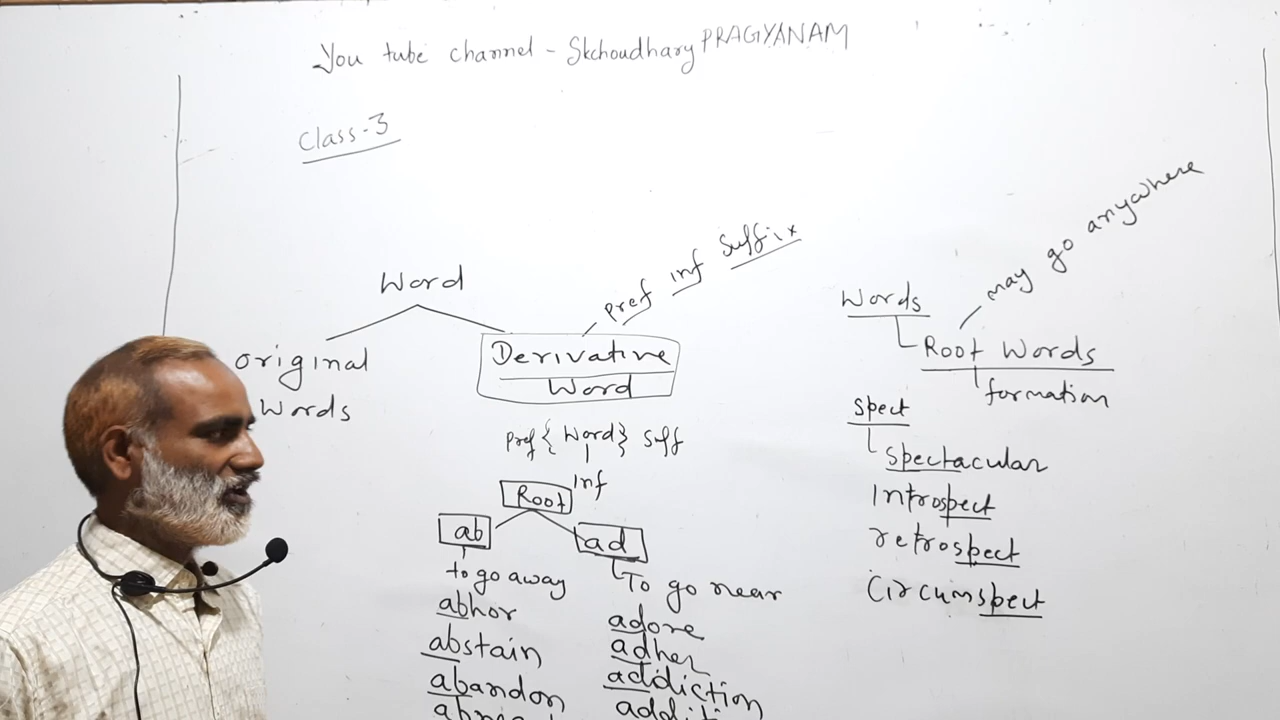 You tube channel - Skchoudhary PRAGYANAM
Class-3
Word
original
Words
Derivative
Word
pref inf suffix
Pref { Word } Suff
Inf
Root
ab
to go away
abhor
abstain
abandon
ad
To go near
adore
adher
addiction
Words
Root Words
may go anywhere
formation
Spect
Spectacular
Introspect
retrospect
Circumspect